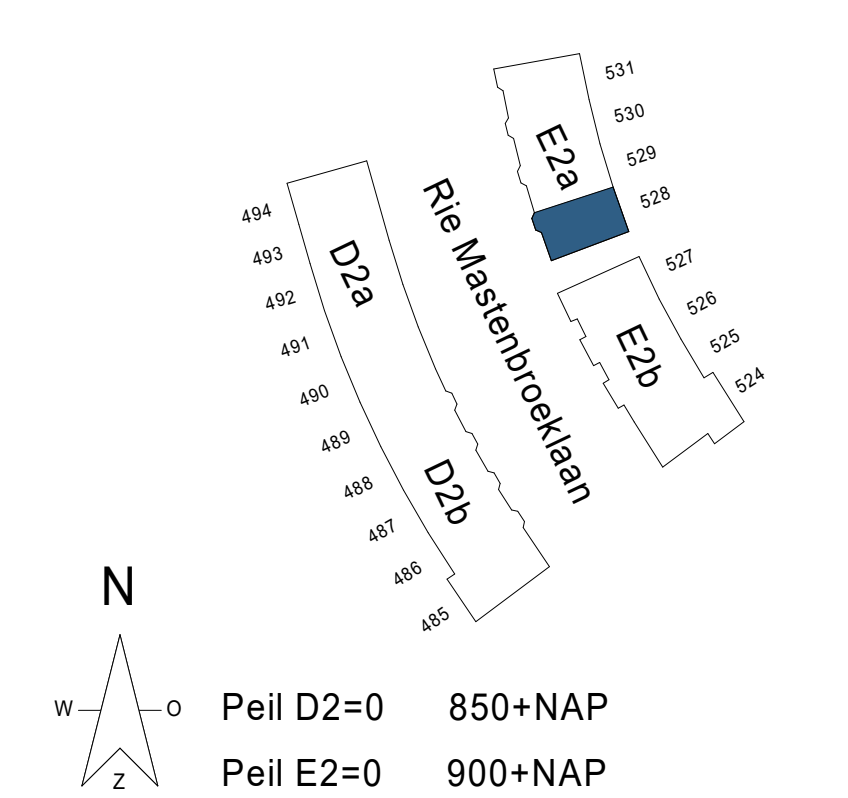 531
530
529
528
E2a
527
526
525
524
E2b
Rie Mastenbroeklaan
494
493
492
491
490
489
488
487
486
485
D2a
D2b
N
W
O
Z
Peil D2=0 850+NAP
Peil E2=0 900+NAP